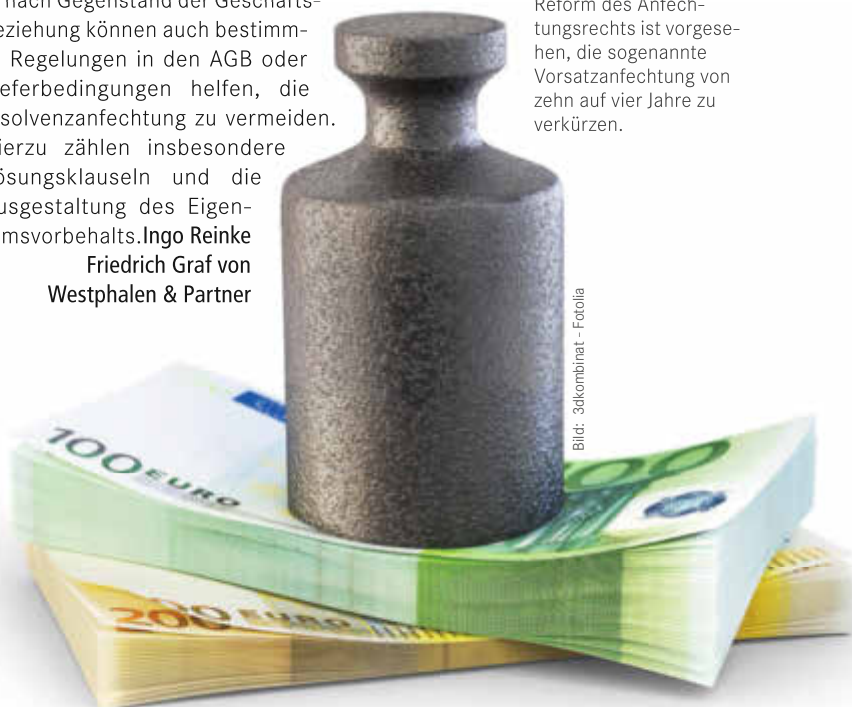 nach Gegenstand der Geschäfts-
eziehung können auch bestimm-
Regelungen in den AGB oder
eferbedingungen helfen, die
solvenzanfechtung zu vermeiden.
ierzu zählen insbesondere
ösungsklauseln und die
usgestaltung des Eigen-
msvorbehalts. Ingo Reinke
Friedrich Graf von
Westphalen & Partner
Reform des Anfech-
tungsrechts ist vorgese-
hen, die sogenannte
Vorsatzanfechtung von
zehn auf vier Jahre zu
verkürzen.
Bild: 3dkombinat - Fotolia
100 EURO
00
200 EURO